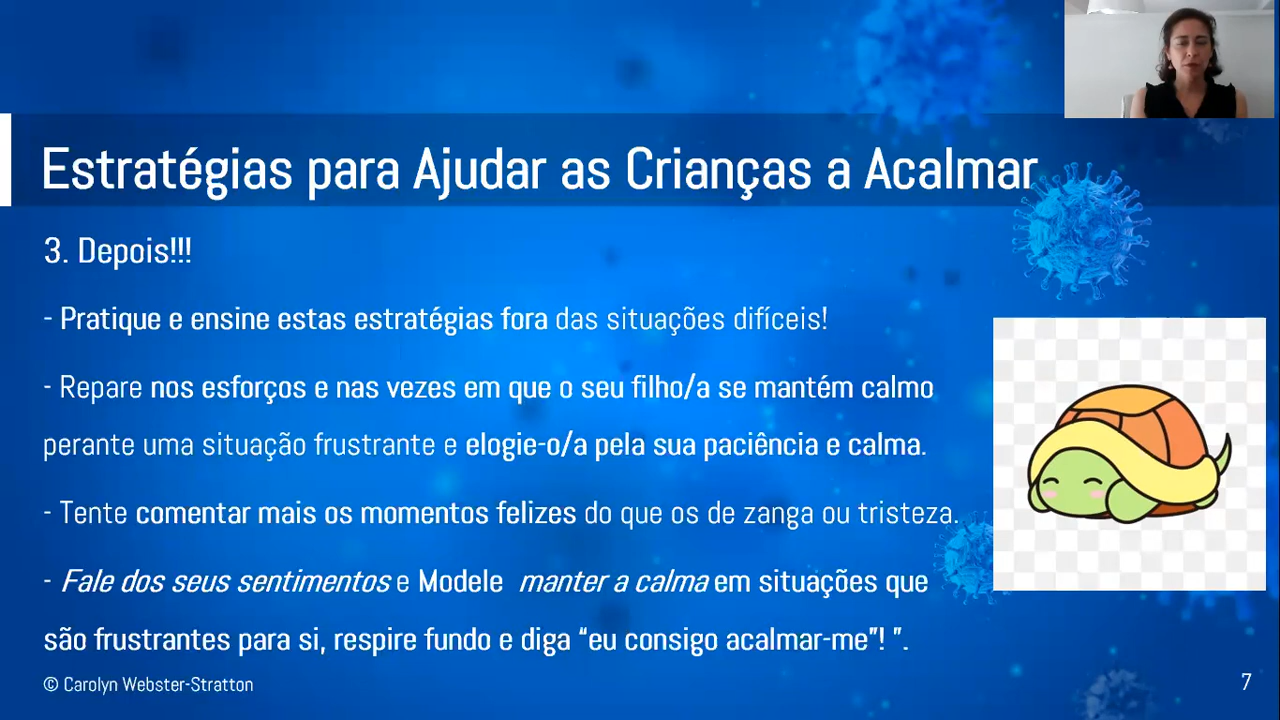 Estratégias para Ajudar as Crianças a Acalmar
3. Depois!!!
- Pratique e ensine estas estratégias fora das situações difíceis!
- Repare nos esforços e nas vezes em que o seu filho/a se mantém calmo
perante uma situação frustrante e elogie-o/a pela sua paciência e calma.
- Tente comentar mais os momentos felizes do que os de zanga ou tristeza.
- Fale dos seus sentimentos e Modele manter a calma em situações que
são frustrantes para si, respire fundo e diga “eu consigo acalmar-me”! ”.
© Carolyn Webster-Stratton
7